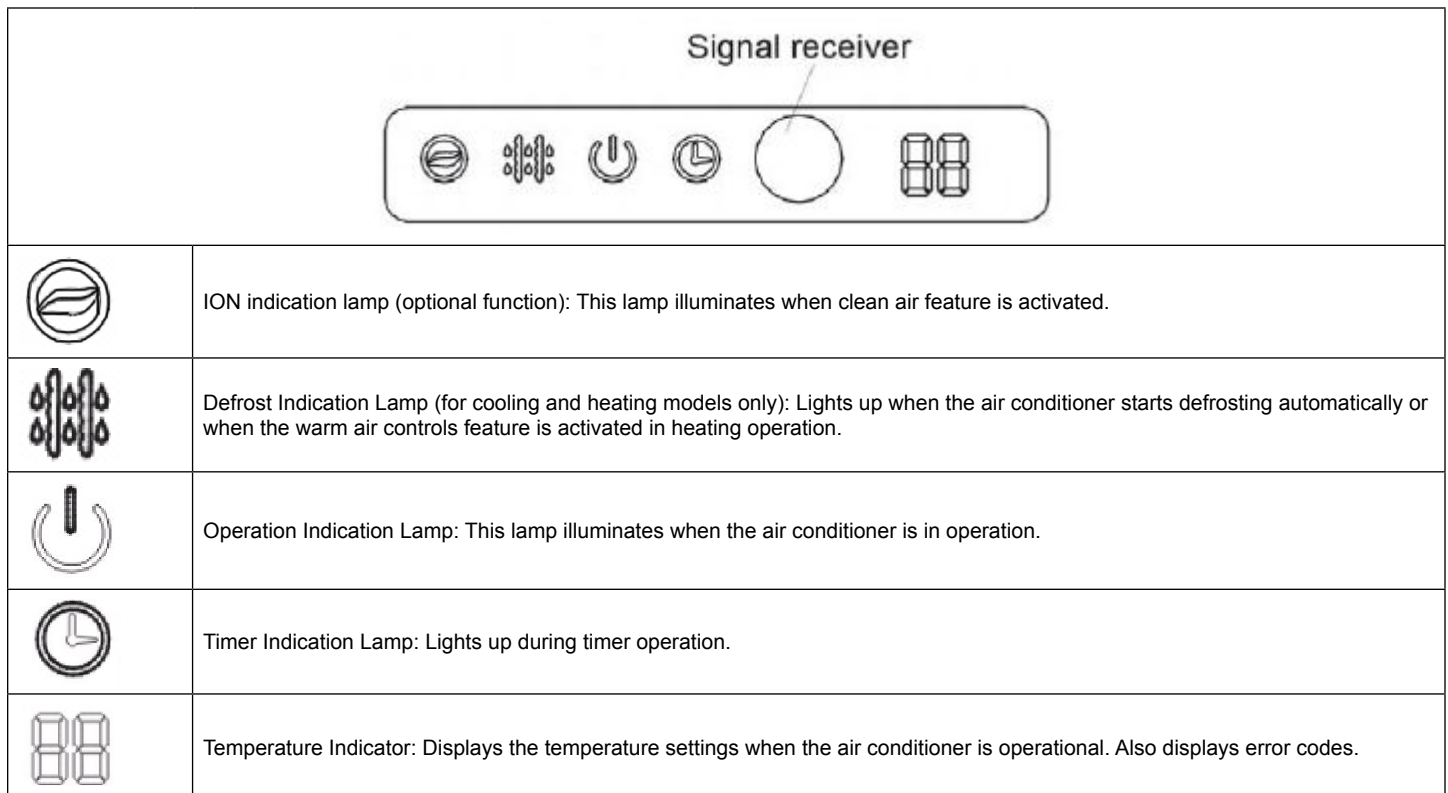 Signal receiver
ION indication lamp (optional function): This lamp illuminates when clean air feature is activated.
Defrost Indication Lamp (for cooling and heating models only): Lights up when the air conditioner starts defrosting automatically or
when the warm air controls feature is activated in heating operation.
Operation Indication Lamp: This lamp illuminates when the air conditioner is in operation.
Timer Indication Lamp: Lights up during timer operation.
Temperature Indicator: Displays the temperature settings when the air conditioner is operational. Also displays error codes.